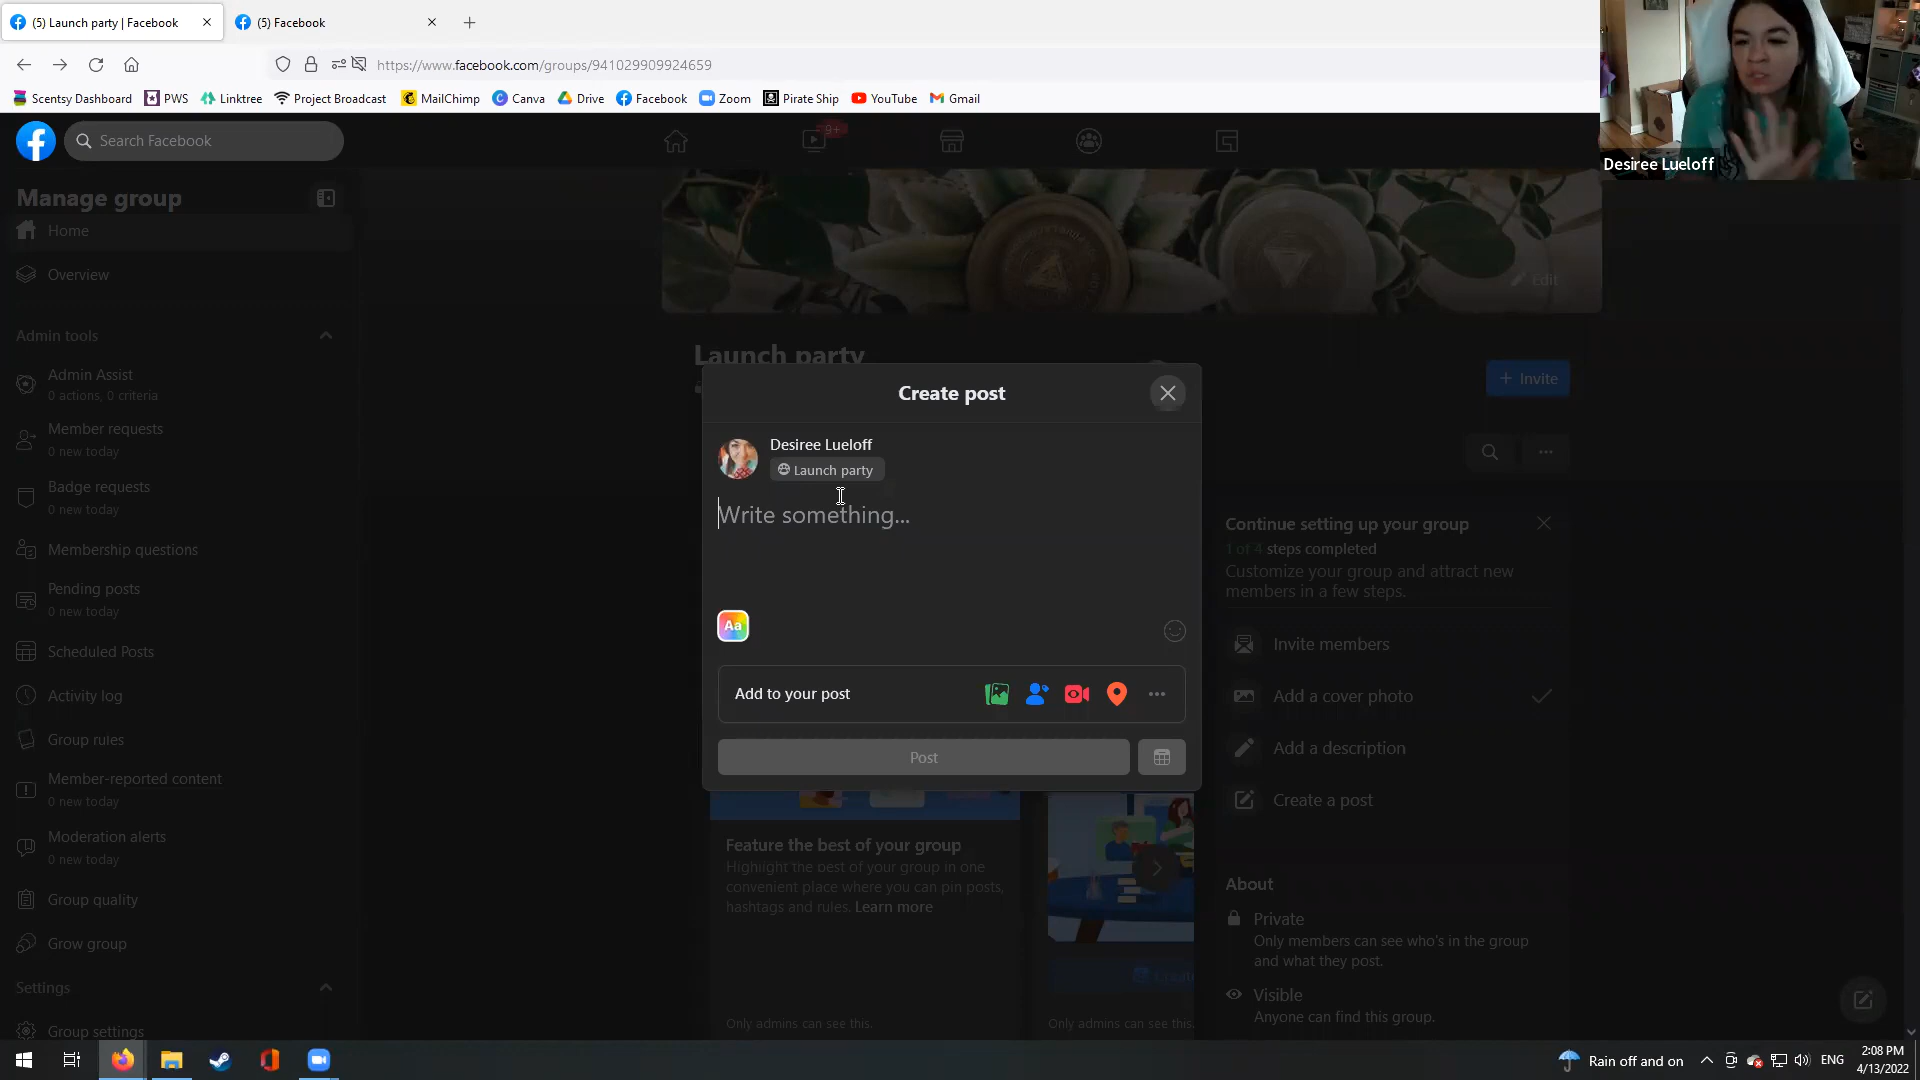 (5) Launch party | Facebook
(5) Facebook
https://www.facebook.com/groups/941029909924659
Scentsy Dashboard
PWS
Linktree
Project Broadcast
MailChimp
Canva
Drive
Facebook
Zoom
Pirate Ship
YouTube
Gmail
Desiree Lueloff
Search Facebook
9+
Manage group
Home
Overview
Admin tools
Admin Assist
0 actions, 0 criteria
Member requests
0 new today
Badge requests
0 new today
Membership questions
Pending posts
0 new today
Scheduled Posts
Activity log
Group rules
Member-reported content
0 new today
Moderation alerts
0 new today
Group quality
Grow group
Settings
Group settings
Edit
Launch party
+ Invite
Create post
Desiree Lueloff
Launch party
Write something...
Aa
Add to your post
Post
Feature the best of your group
Highlight the best of your group in one
convenient place where you can pin posts,
hashtags and rules. Learn more
Only admins can see this.
Only admins can see this.
Continue setting up your group
1 of 4 steps completed
Customize your group and attract new
members in a few steps.
Invite members
Add a cover photo
Add a description
Create a post
About
Private
Only members can see who's in the group
and what they post.
Visible
Anyone can find this group.
Rain off and on
ENG
2:08 PM
4/13/2022